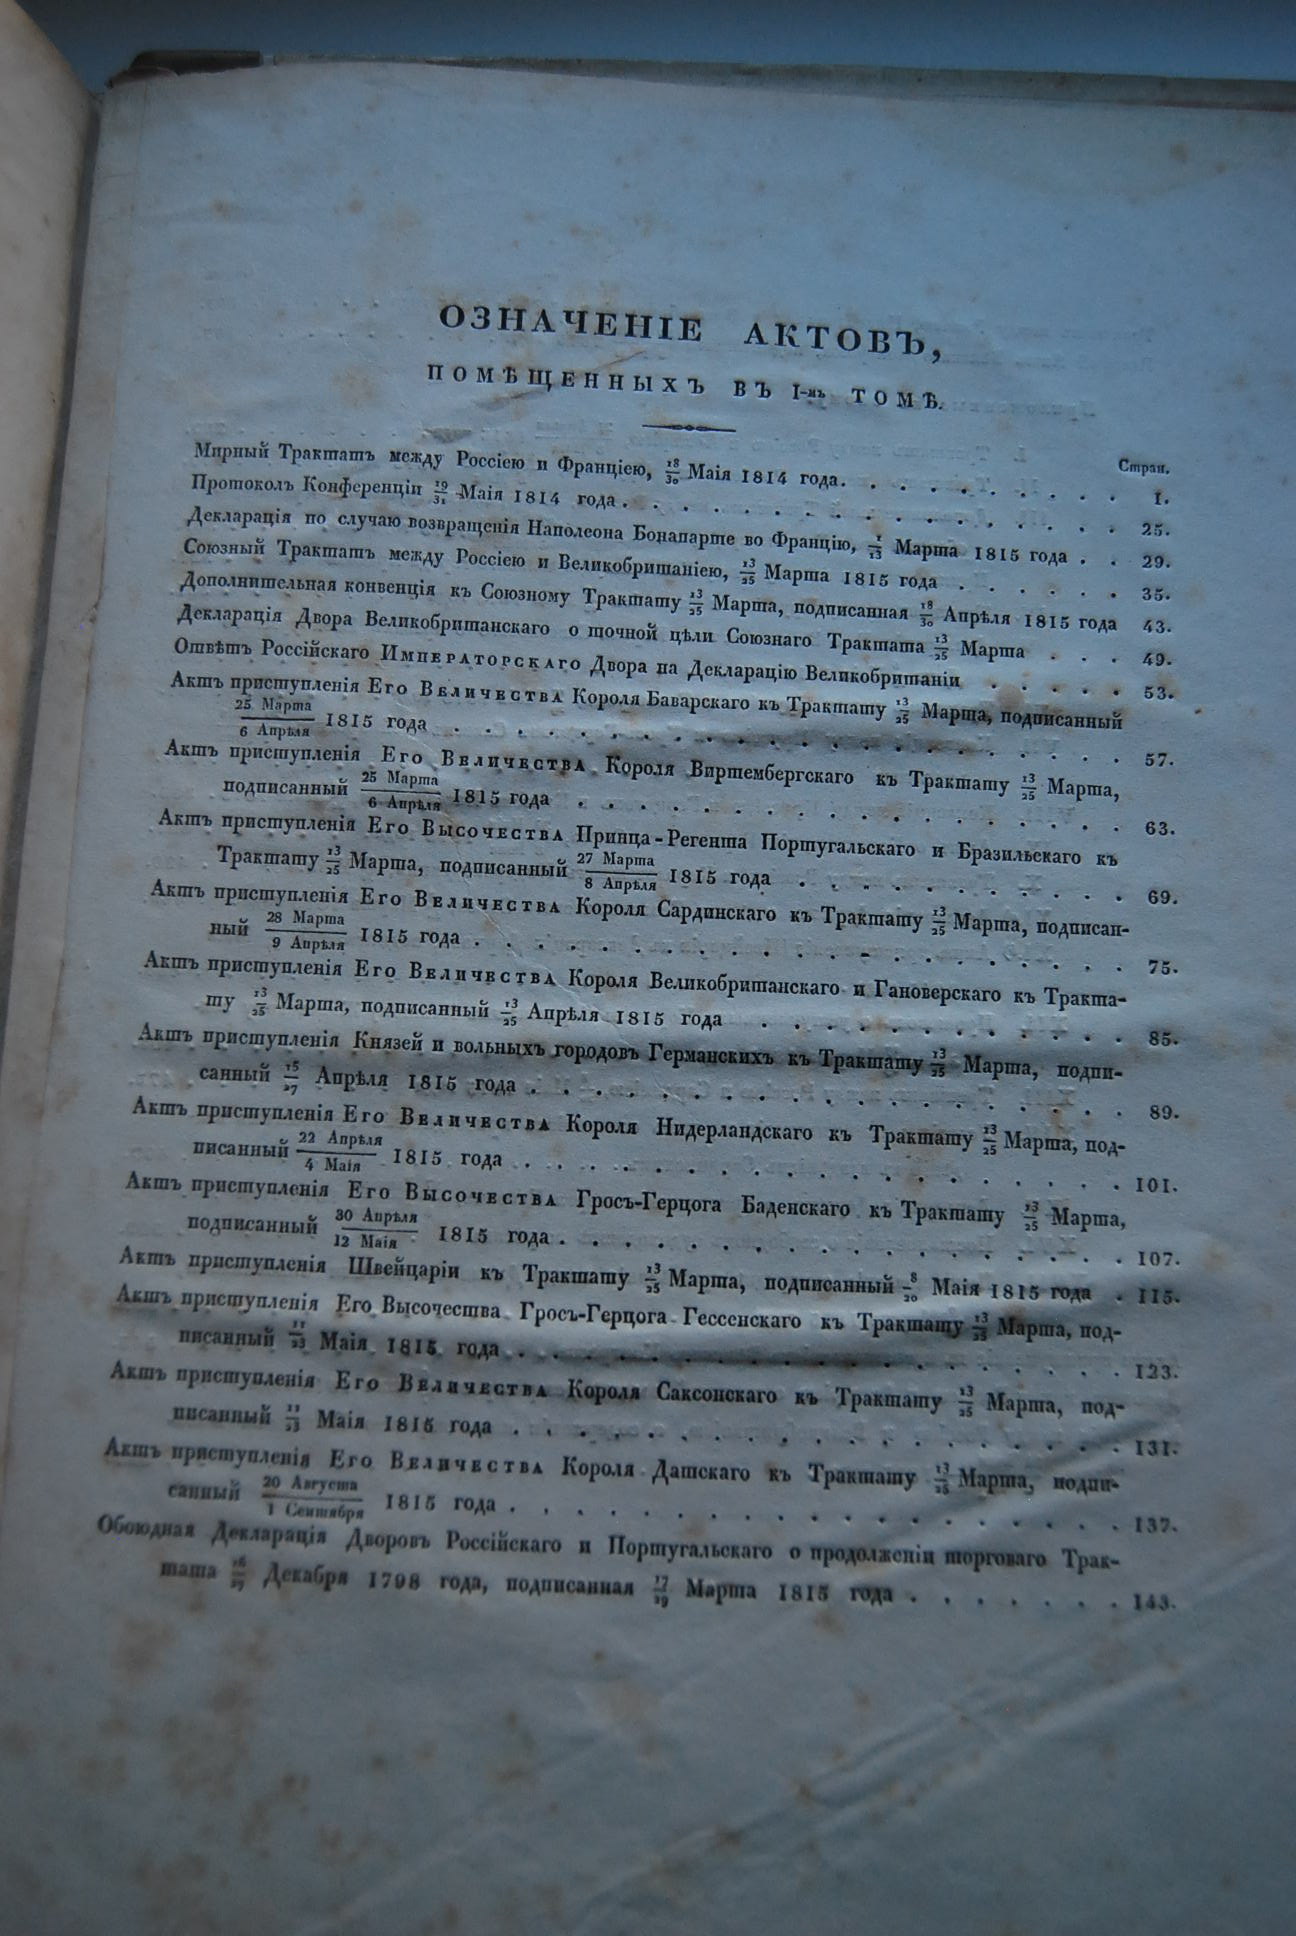 ОЗНАЧЕНІЕ АКТОВЪ,
ПОМѢЩЕННЫХЪ ВЪ I-мъ ТОМѢ.
Стран.
Мирный Трактатъ между Россіею и Франціею, 18/30 Маія 1814 года. . . . . . . . . . 1.
Протоколъ Конференціи 19/31 Маія 1814 года . . . . . . . . . . . . . . . . 25.
Декларація по случаю возвращенія Наполеона Бонапарте во Францію, 1/13 Марта 1815 года . . 29.
Союзный Трактатъ между Россіею и Великобританіею, 13/25 Марта 1815 года . . . . . . 35.
Дополнительная конвенція къ Союзному Трактату 13/25 Марта, подписанная 18/30 Апрѣля 1815 года 43.
Декларація Двора Великобританскаго о точной цѣли Союзнаго Трактата 13/25 Марта . . . 49.
Отвѣтъ Россійскаго ИМПЕРАТОРСКАГО Двора на Декларацію Великобританіи . . . . . 53.
Актъ приступленія ЕГО ВЕЛИЧЕСТВА Короля Баварскаго къ Трактату 13/25 Марта, подписанный
25 Марта/6 Апрѣля 1815 года . . . . . . . . . . . . . . . . . . . 57.
Актъ приступленія ЕГО ВЕЛИЧЕСТВА Короля Виртембергскаго къ Трактату 13/25 Марта,
подписанный 25 Марта/6 Апрѣля 1815 года . . . . . . . . . . . . . . 63.
Актъ приступленія ЕГО ВЫСОЧЕСТВА Принца-Регента Португальскаго и Бразильскаго къ
Трактату 13/25 Марта, подписанный 27 Марта/8 Апрѣля 1815 года . . . . . . . . . . 69.
Актъ приступленія ЕГО ВЕЛИЧЕСТВА Короля Сардинскаго къ Трактату 13/25 Марта, подписан-
ный 28 Марта/9 Апрѣля 1815 года . . . . . . . . . . . . . . . . . . 75.
Актъ приступленія ЕГО ВЕЛИЧЕСТВА Короля Великобританскаго и Гановерскаго къ Тракта-
ту 13/25 Марта, подписанный 13/25 Апрѣля 1815 года . . . . . . . . . . . 85.
Актъ приступленія Князей и вольныхъ городовъ Германскихъ къ Трактату 13/25 Марта, подпи-
санный 15/27 Апрѣля 1815 года . . . . . . . . . . . . . . . . . 89.
Актъ приступленія ЕГО ВЕЛИЧЕСТВА Короля Нидерландскаго къ Трактату 13/25 Марта, под-
писанный 22 Апрѣля/4 Маія 1815 года . . . . . . . . . . . . . . . . . 101.
Актъ приступленія ЕГО ВЫСОЧЕСТВА Гросъ-Герцога Баденскаго къ Трактату 13/25 Марта,
подписанный 30 Апрѣля/12 Маія 1815 года . . . . . . . . . . . . . . . . 107.
Актъ приступленія Швейцаріи къ Трактату 13/25 Марта, подписанный 8/20 Маія 1815 года . 115.
Актъ приступленія Его Высочества Гросъ-Герцога Гессенскаго къ Трактату 13/25 Марта, под-
писанный 11/23 Маія 1815 года . . . . . . . . . . . . . . . . . . 123.
Актъ приступленія ЕГО ВЕЛИЧЕСТВА Короля Саксонскаго къ Трактату 13/25 Марта, под-
писанный Маія 1815 года . . . . . . . . . . . . . . . . . . 131.
Актъ приступленія ЕГО ВЕЛИЧЕСТВА Короля Датскаго къ Трактату 13/25 Марта, подпи-
санный 20 Августа/1 Сентября 1815 года . . . . . . . . . . . . . . . . . . 137.
Обоюдная Декларація Дворовъ Россійскаго и Португальскаго о продолженіи торговаго Трак-
тата Декабря 1798 года, подписанная Марта 1815 года . . . . . . . 143.